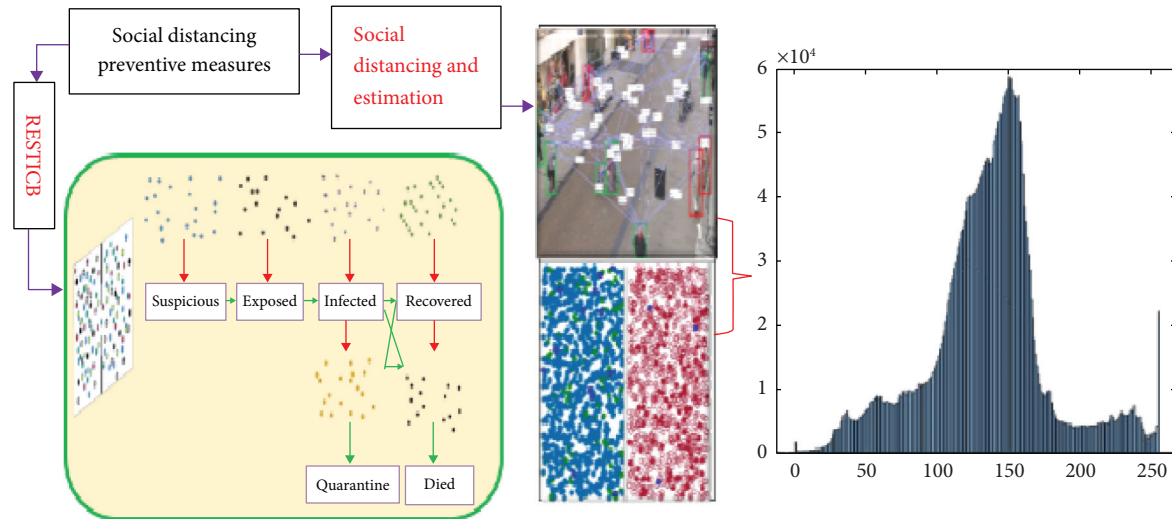 Social distancing
preventive measures
Social
distancing and
estimation
RESTICB
Suspicious
Exposed
Infected
Recovered
Quarantine
Died
×10⁴
6
5
4
3
2
1
0
0
50
100
150
200
250